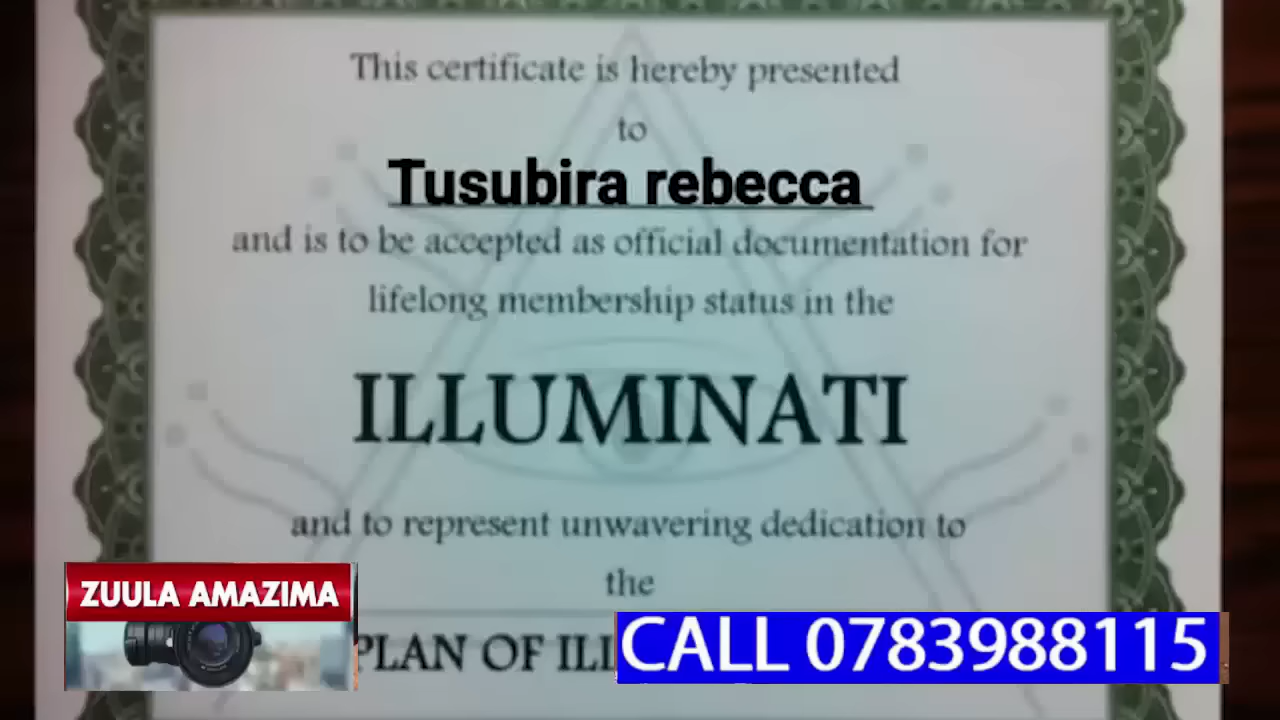 This certificate is hereby presented
to
Tusubira rebecca
and is to be accepted as official documentation for
lifelong membership status in the
ILLUMINATI
and to represent unwavering dedication to
the
PLAN OF
ZUULA AMAZIMA
CALL 0783988115